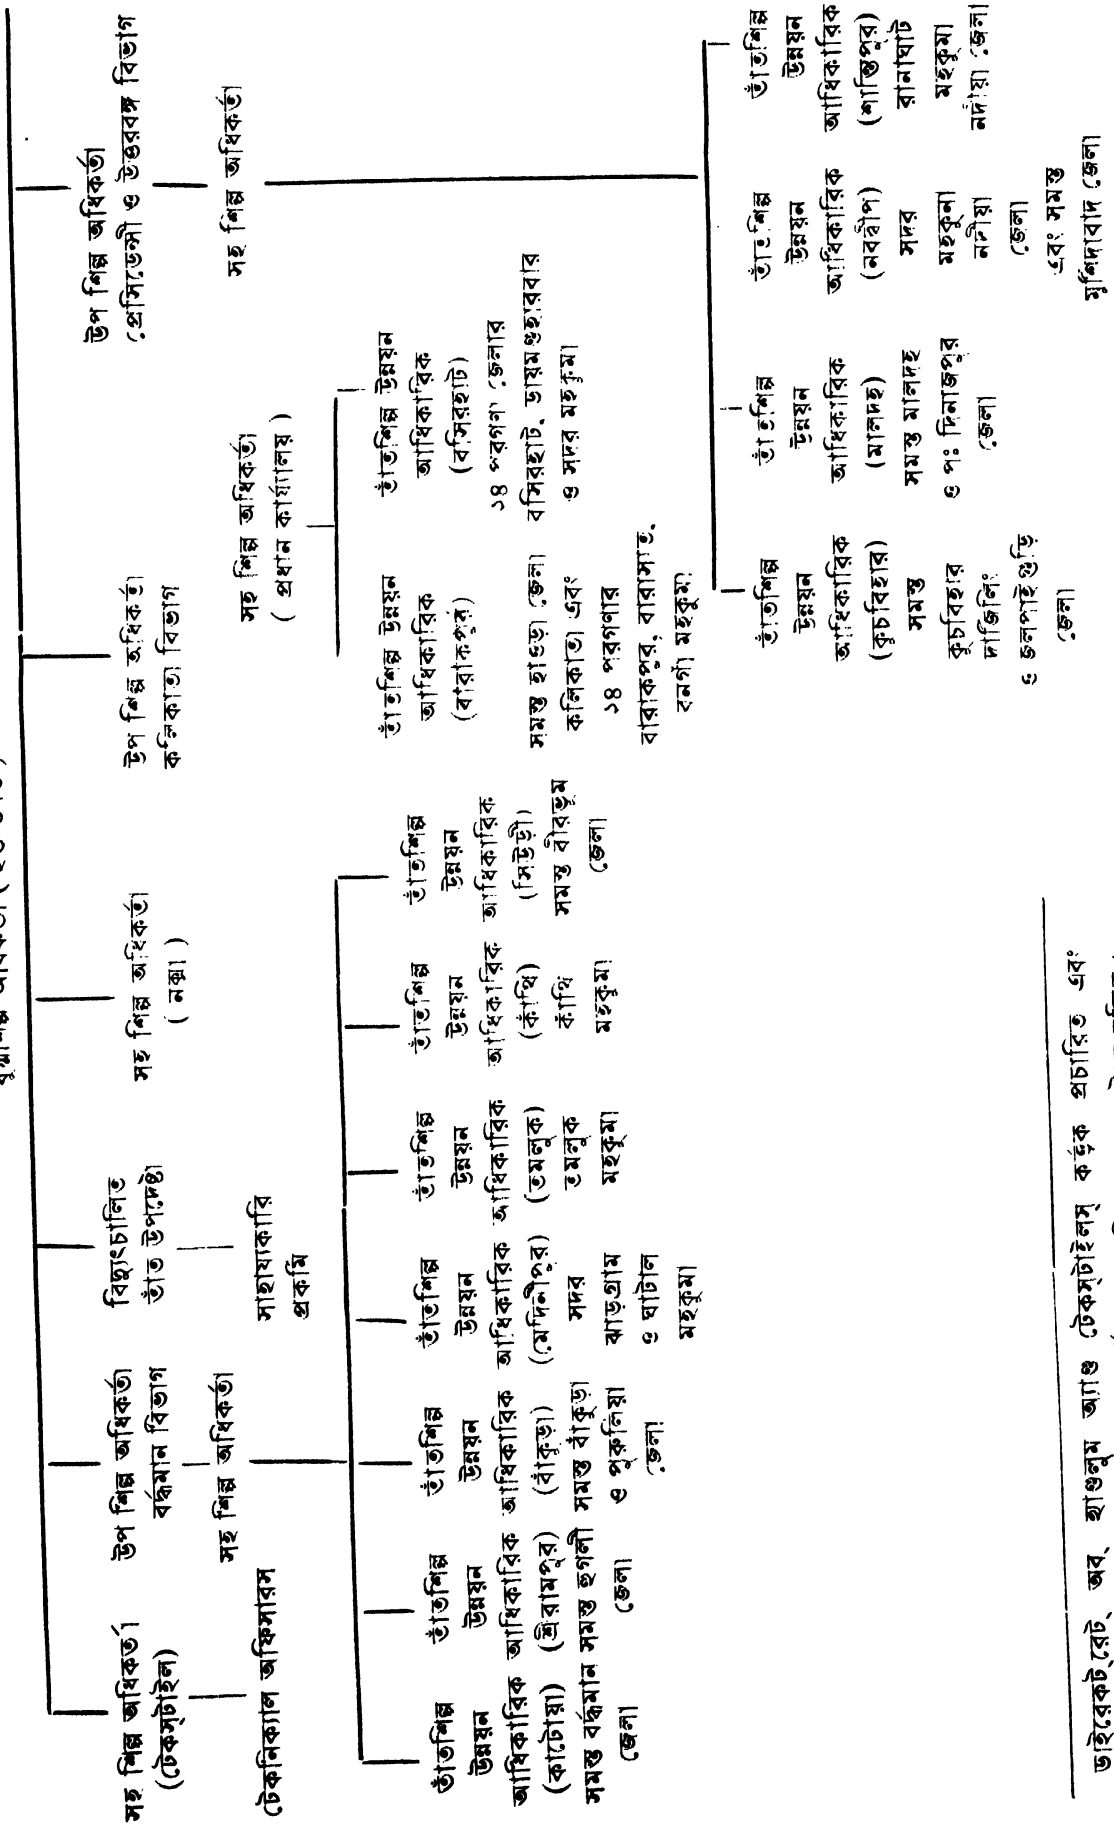 সহ শিল্প অধিকর্তা
(টেকস্টাইল)
টেকনিক্যাল অফিসারস
উপ শিল্প অধিকর্তা
বর্দ্ধমান বিভাগ
সহ শিল্প অধিকর্তা
বিদ্যুৎচালিত
তাঁত উপদেষ্টা
সাহায্যকারি
প্রকমি
সহ শিল্প অধিকর্তা
( নক্সা )
উপ শিল্প অধিকর্তা
কলিকাতা বিভাগ
সহ শিল্প অধিকর্তা
( প্রধান কার্য্যালয় )
উপ শিল্প অধিকর্তা
প্রেসিডেন্সী ও উত্তরবঙ্গ বিভাগ
সহ শিল্প অধিকর্তা
তাঁতশিল্প
উন্নয়ন
আধিকারিক
(কাটোয়া)
সমস্ত বর্দ্ধমান
জেলা
তাঁতশিল্প
উন্নয়ন
আধিকারিক
(শ্রীরামপুর)
সমস্ত হুগলী
জেলা
তাঁতশিল্প
উন্নয়ন
আধিকারিক
(বাঁকুড়া)
সমস্ত বাঁকুড়া
ও পুরুলিয়া
জেলা
তাঁতশিল্প
উন্নয়ন
আধিকারিক
(মেদিনীপুর)
সদর
ঝাড়গ্রাম
ও ঘাটাল
মহকুমা
তাঁতশিল্প
উন্নয়ন
আধিকারিক
(তমলুক)
তমলুক
মহকুমা
তাঁতশিল্প
উন্নয়ন
আধিকারিক
(কাঁথি)
কাঁথি
মহকুমা
তাঁতশিল্প
উন্নয়ন
আধিকারিক
(সিউড়ী)
সমস্ত বীরভূম
জেলা
তাঁতশিল্প উন্নয়ন
আধিকারিক
(বারাকপুর)
সমস্ত হাওড়া জেলা
কলিকাতা এবং
২৪ পরগণার
বারাকপুর, বারাসাত,
বনগাঁ মহকুমা
তাঁতশিল্প উন্নয়ন
আধিকারিক
(বসিরহাট)
২৪ পরগণা জেলার
বসিরহাট, ডায়মণ্ডহারবার
ও সদর মহকুমা
তাঁতশিল্প
উন্নয়ন
আধিকারিক
(কুচবিহার)
সমস্ত
কুচবিহার
দার্জিলিং
ও জলপাইগুড়ি
জেলা
তাঁতশিল্প
উন্নয়ন
আধিকারিক
(মালদহ)
সমস্ত মালদহ
ও পঃ দিনাজপুর
জেলা
তাঁতশিল্প
উন্নয়ন
আধিকারিক
(নবদ্বীপ)
সদর
মহকুমা
নদীয়া
জেলা
এবং সমস্ত
মুর্শিদাবাদ জেলা
তাঁতশিল্প
উন্নয়ন
আধিকারিক
(শান্তিপুর)
রানাঘাট
মহকুমা
নদীয়া জেলা
ডাইরেকট্‌রেট্‌ অব্‌ হ্যাণ্ডলুম অ্যাণ্ড টেকস্‌টাইলস্‌ কর্তৃক প্রচারিত এবং